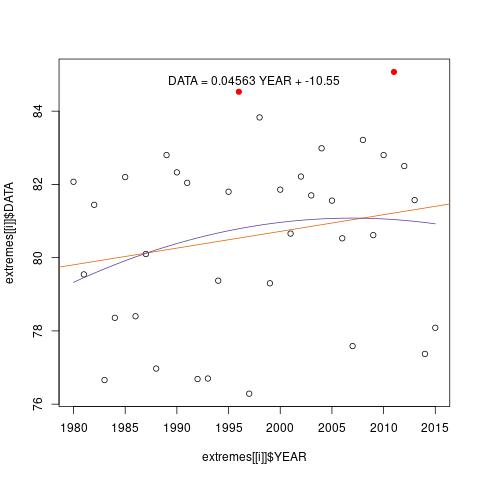 DATA = 0.04563 YEAR + -10.55
84
82
80
78
76
extremes[[i]]$DATA
1980 1985 1990 1995 2000 2005 2010 2015
extremes[[i]]$YEAR